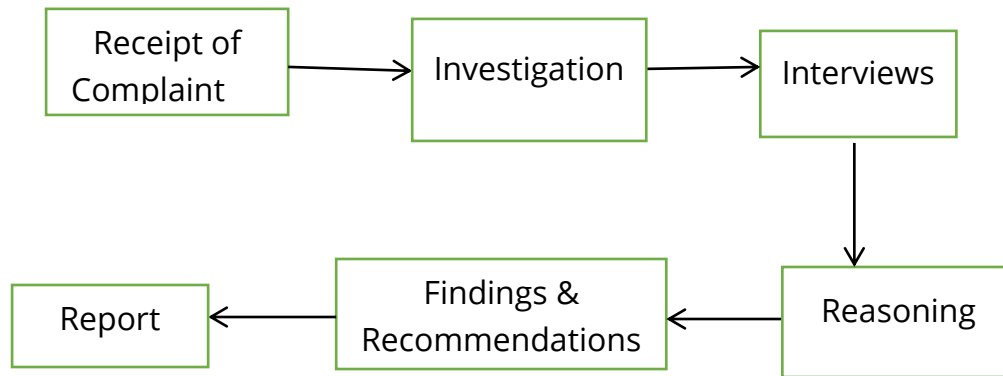 Receipt of
Complaint
Investigation
Interviews
Reasoning
Findings &
Recommendations
Report